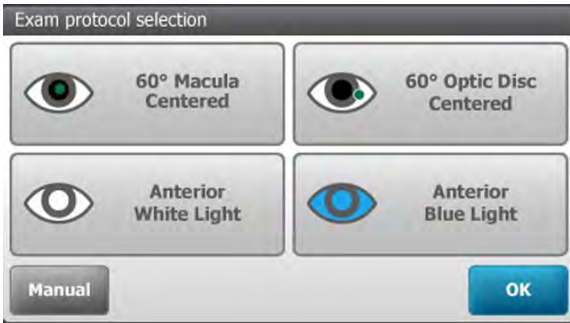 Exam protocol selection
60° Macula
Centered
60° Optic Disc
Centered
Anterior
White Light
Anterior
Blue Light
Manual
OK